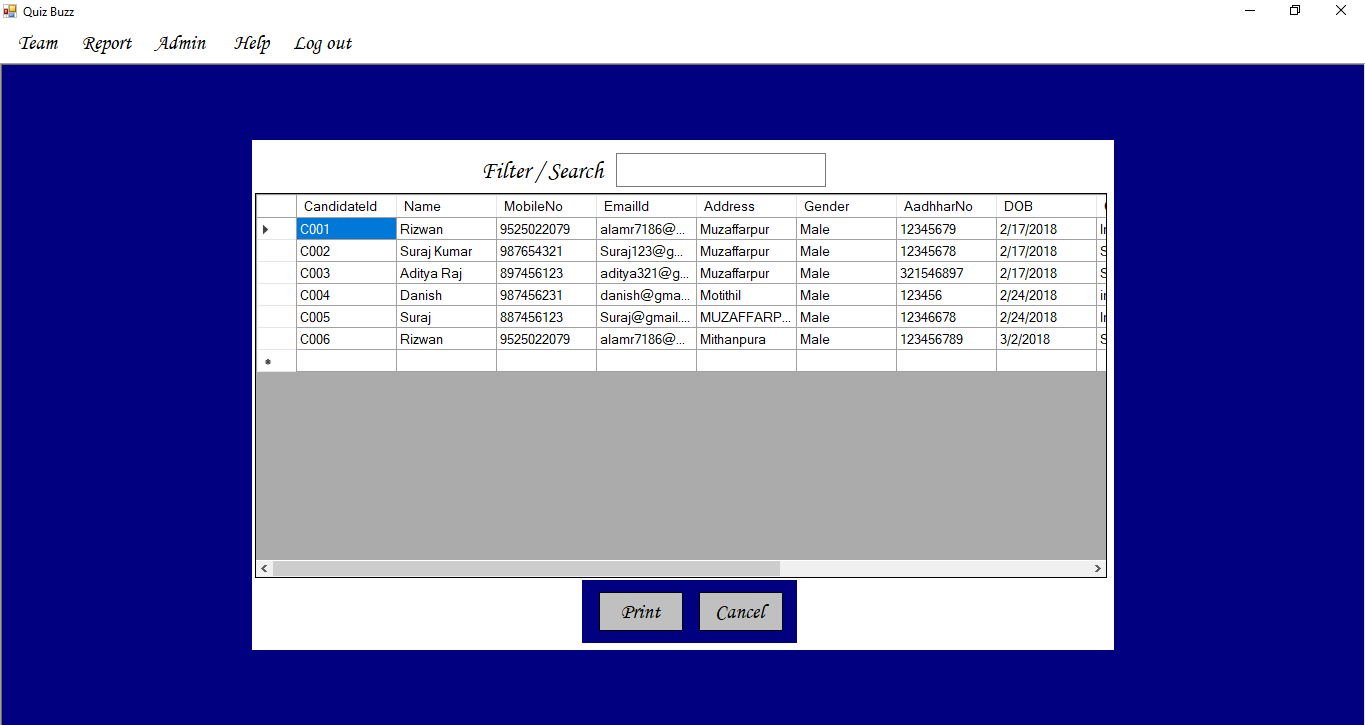 Quiz Buzz
Team Report Admin Help Log out
Filter / Search
CandidateId Name MobileNo EmailId Address Gender AadhharNo DOB
C001 Rizwan 9525022079 alamr7186@... Muzaffarpur Male 12345679 2/17/2018
C002 Suraj Kumar 987654321 Suraj123@g... Muzaffarpur Male 12345678 2/17/2018
C003 Aditya Raj 897456123 aditya321@g... Muzaffarpur Male 321546897 2/17/2018
C004 Danish 987456231 danish@gma... Motithil Male 123456 2/24/2018
C005 Suraj 887456123 Suraj@gmail.... MUZAFFARP... Male 12346678 2/24/2018
C006 Rizwan 9525022079 alamr7186@... Mithanpura Male 123456789 3/2/2018
Print Cancel